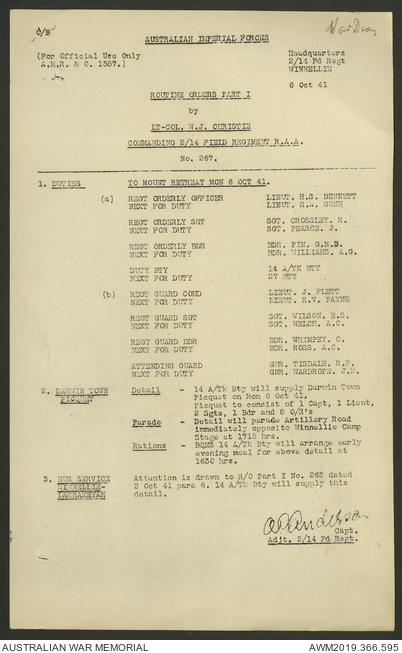 C/B
War Diary
AUSTRALIAN IMPERIAL FORCES
(For Official Use Only
A.M.R. & O. 1587.)
Headquarters
2/14 Fd Regt
WINNELLIE
6 Oct 41
ROUTINE ORDERS PART I
by
LT-COL. W.J. CHRISTIE
COMMANDING 2/14 FIELD REGIMENT R.A.A.
No. 267.
1. DUTIES TO MOUNT RETREAT MON 6 OCT 41.
(a) REGT ORDERLY OFFICER LIEUT. H.S. BENNETT
NEXT FOR DUTY LIEUT. R.W. GUNN
REGT ORDERLY SGT SGT. CROSSLEY, R.
NEXT FOR DUTY SGT. PEARCE, J.
REGT ORDERLY BDR BDR. PIM, G.M.B.
NEXT FOR DUTY BDR. WILLIAMS, A.G.
DUTY BTY 14 A/TK BTY
NEXT FOR DUTY 27 BTY
(b) REGT GUARD COMD LIEUT. J. FLETT
NEXT FOR DUTY LIEUT. H.V. PAYNE
REGT GUARD SGT SGT. WILSON, E.S.
NEXT FOR DUTY SGT. WELCH, A.C.
REGT GUARD BDR BDR. WHIMPEY, C.
NEXT FOR DUTY BDR. ROSS, A.C.
ATTENDING GUARD GNR. TISDALE, R.F.
NEXT FOR DUTY GNR. WARDROPE, J.M.
2. DARWIN TOWN Detail - 14 A/Tk Bty will supply Darwin Town
PICQUET Picquet on Mon 6 Oct 41.
Picquet to consist of 1 Capt, 1 Lieut,
2 Sgts, 1 Bdr and 8 O/R's
Parade - Detail will parade Artillery Road
immediately opposite Winnellie Camp
Stage at 1715 hrs.
Rations - BQMS 14 A/Tk Bty will arrange early
evening meal for above detail at
1630 hrs.
3. BUS SERVICE Attention is drawn to R/O Part I No. 263 dated
WINNELLIE- 2 Oct 41 para 6. 14 A/Tk Bty will supply this
LARRAKEYAH detail.
Capt.
Adjt. 2/14 Fd Regt.
AUSTRALIAN WAR MEMORIAL
AWM2019.366.595